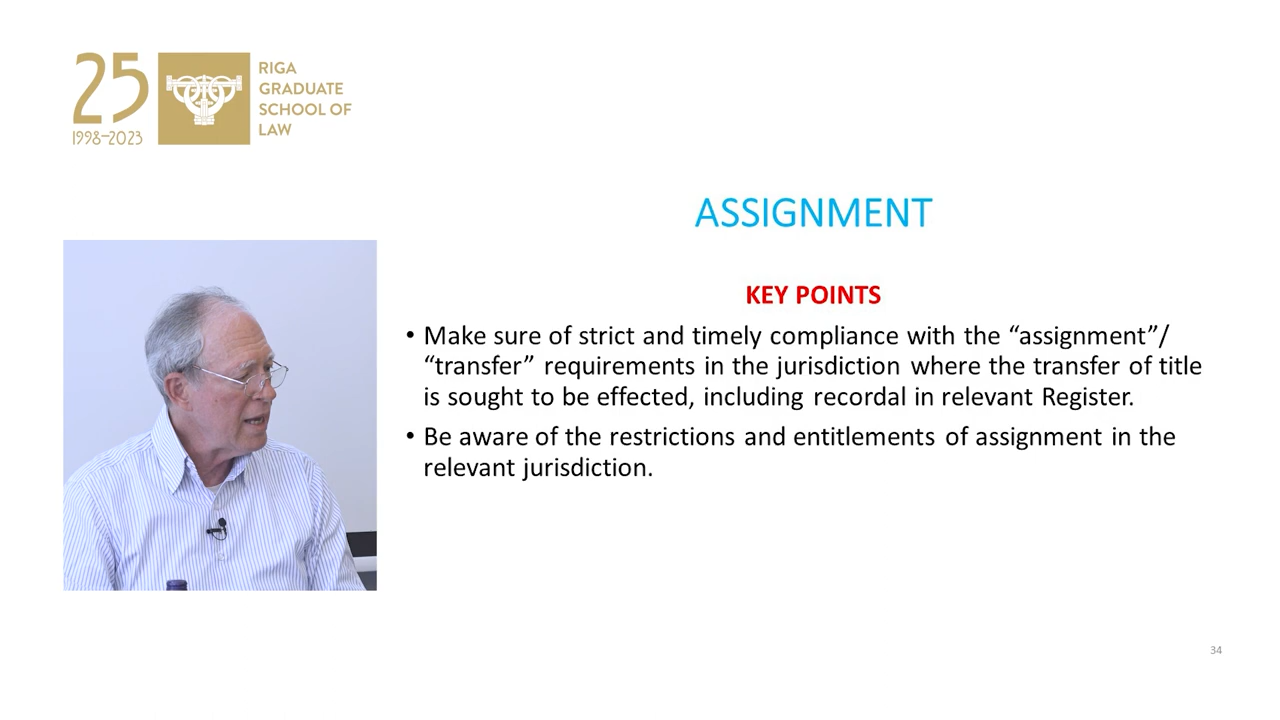 25
1998–2023
RIGA
GRADUATE
SCHOOL OF
LAW
ASSIGNMENT
KEY POINTS
• Make sure of strict and timely compliance with the “assignment”/
“transfer” requirements in the jurisdiction where the transfer of title
is sought to be effected, including recordal in relevant Register.
• Be aware of the restrictions and entitlements of assignment in the
relevant jurisdiction.
34